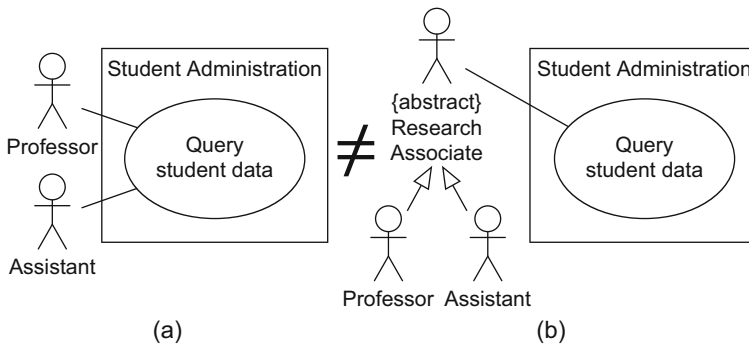 Student Administration
Professor
Query
student data
Assistant
(a)
≠
{abstract}
Research
Associate
Professor
Assistant
Student Administration
Query
student data
(b)